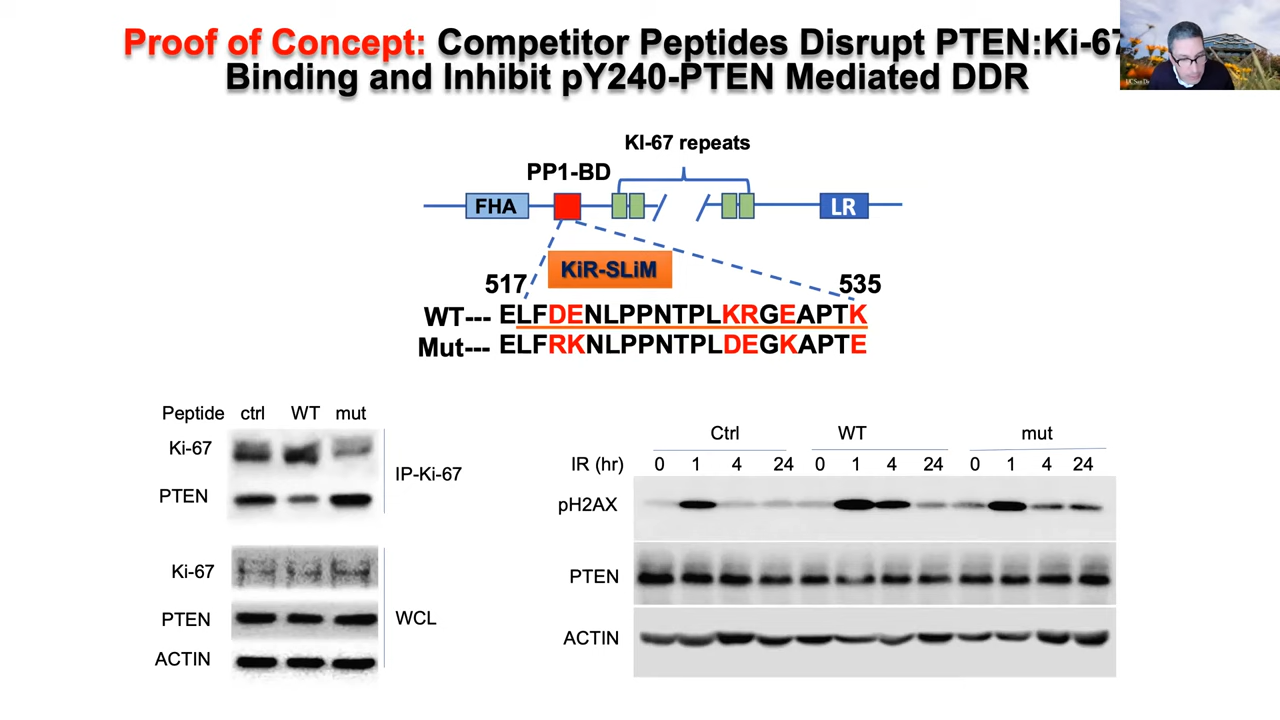 Proof of Concept: Competitor Peptides Disrupt PTEN:Ki-67
Binding and Inhibit pY240-PTEN Mediated DDR
KI-67 repeats
PP1-BD
FHA
LR
KiR-SLiM
517
535
WT--- ELFDENLPPNTPLKRGEAPTK
Mut--- ELFRKNLPPNTPLDEGKAPTE
Peptide ctrl WT mut
Ki-67
IP-Ki-67
PTEN
Ki-67
PTEN
WCL
ACTIN
Ctrl WT mut
IR (hr) 0 1 4 24 0 1 4 24 0 1 4 24
pH2AX
PTEN
ACTIN